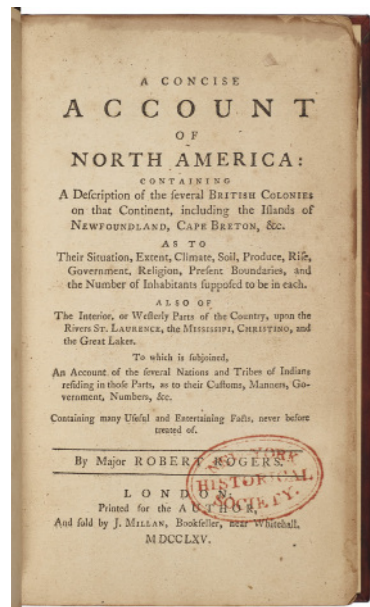 A CONCISE
ACCOUNT
OF
NORTH AMERICA:
CONTAINING
A Deſcription of the ſeveral BRITISH COLONIES
on that Continent, including the Iſlands of
NEWFOUNDLAND, CAPE BRETON, &c.
AS TO
Their Situation, Extent, Climate, Soil, Produce, Riſe,
Government, Religion, Preſent Boundaries, and
the Number of Inhabitants ſuppoſed to be in each.
ALSO OF
The Interior, or Weſterly Parts of the Country, upon the
Rivers ST. LAURENCE, the MISSISIPI, CHRISTINO, and
the Great Lakes.
To which is ſubjoined,
An Account of the ſeveral Nations and Tribes of Indians
reſiding in thoſe Parts, as to their Cuſtoms, Manners, Go-
vernment, Numbers, &c.
Containing many Uſeful and Entertaining Facts, never before
treated of.
By Major ROBERT ROGERS.
NEW YORK
HISTORICAL
SOCIETY.
LONDON:
Printed for the AUTHOR,
And ſold by J. MILLAN, Bookſeller, near Whitehall.
MDCCLXV.